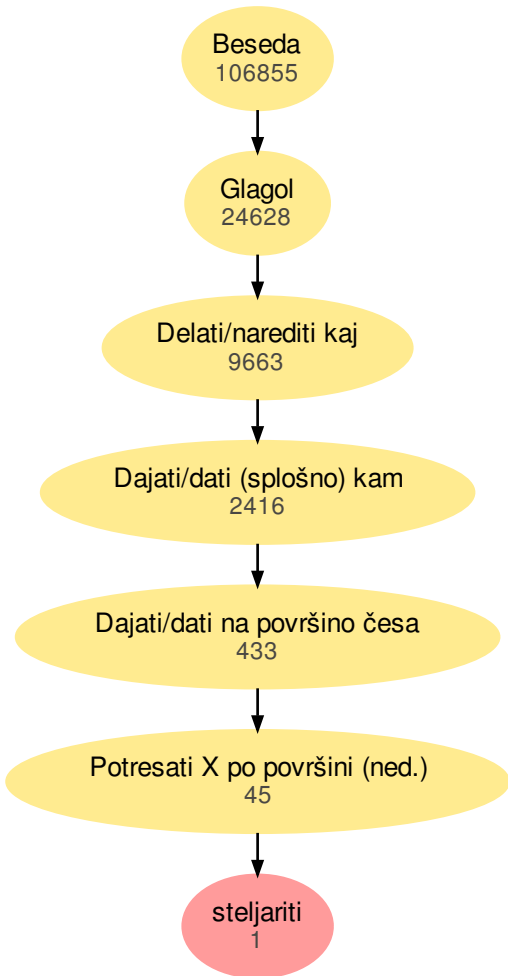 Beseda
106855
Glagol
24628
Delati/narediti kaj
9663
Dajati/dati (splošno) kam
2416
Dajati/dati na površino česa
433
Potresati X po površini (ned.)
45
steljariti
1